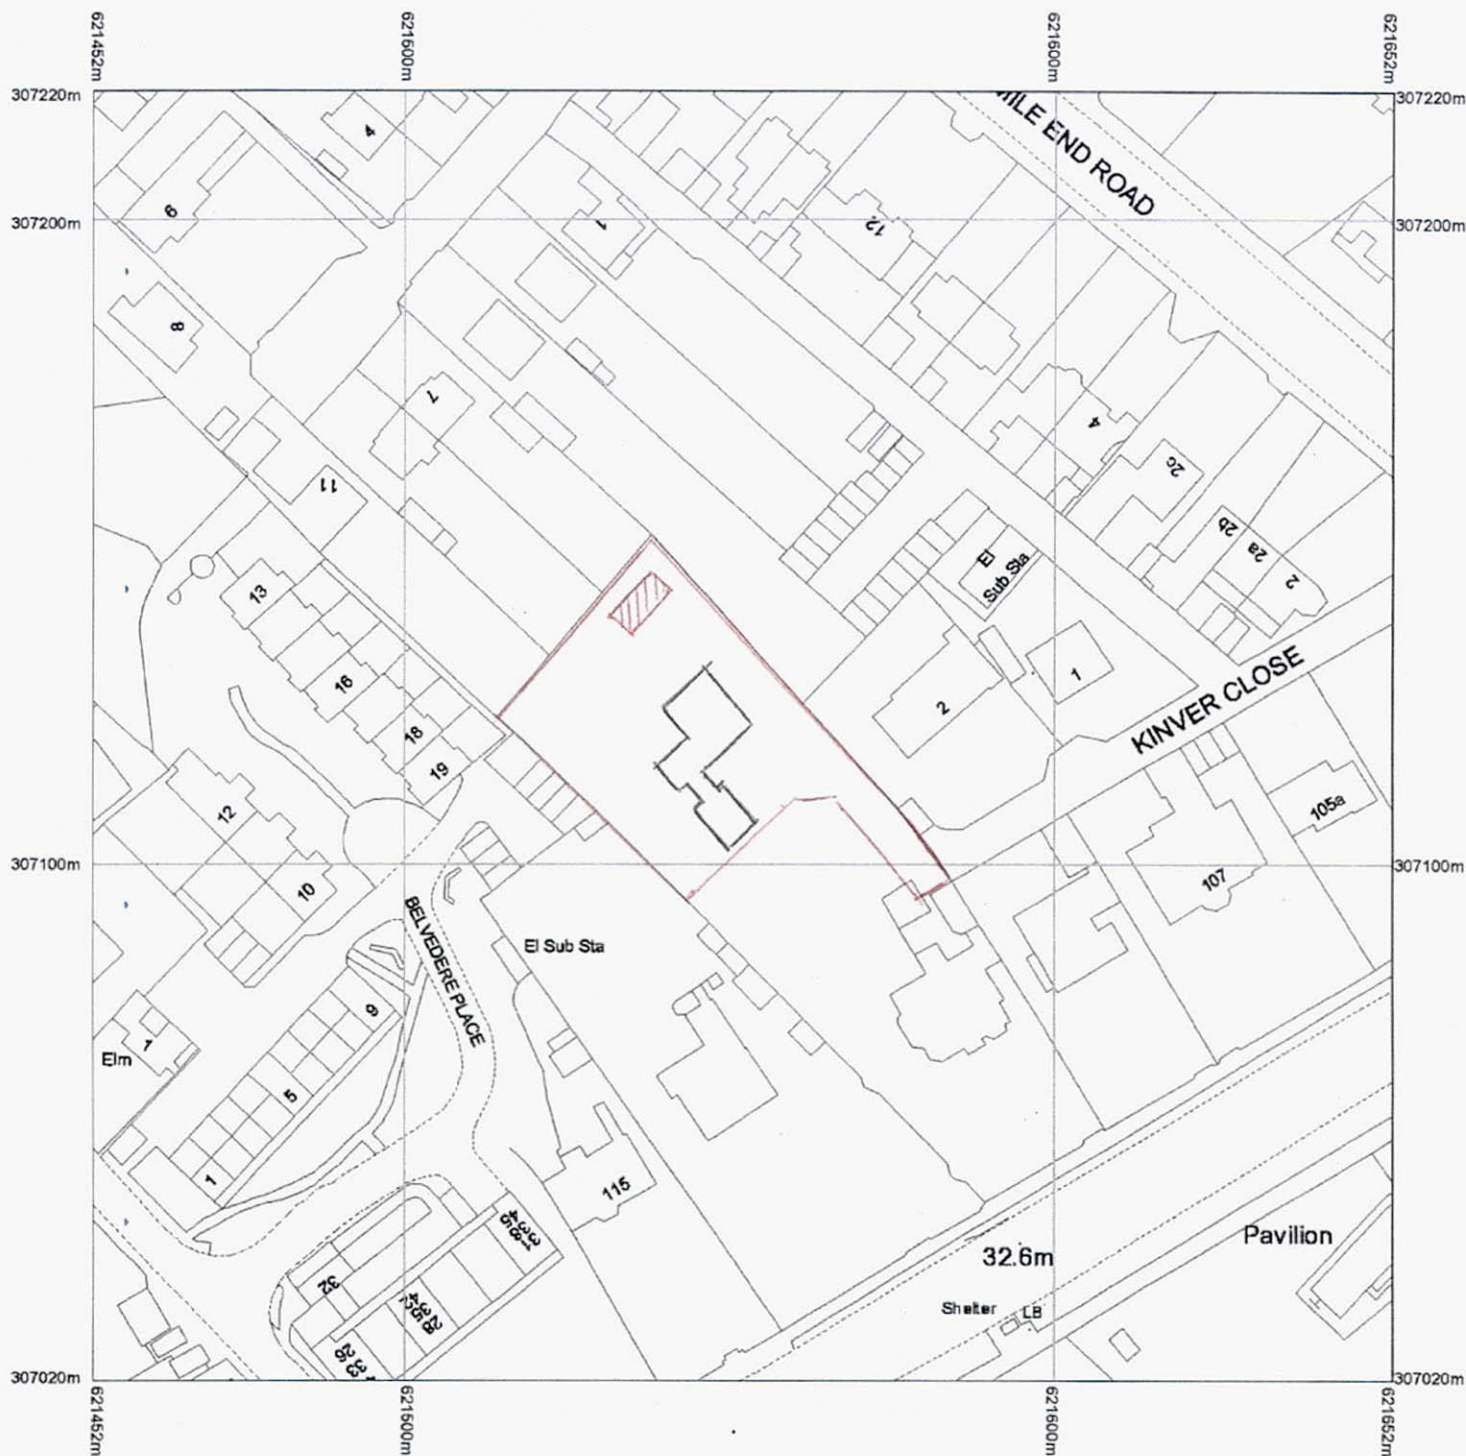 621452m
621500m
621600m
621652m
307220m
307220m
MILE END ROAD
4
6
1
12
307200m
307200m
8
7
4
2c
11
2b
2a
2
El
Sub Sta
13
16
1
2
KINVER CLOSE
18
19
12
105a
307100m
307100m
10
107
BELVEDERE PLACE
El Sub Sta
9
1
Elm
5
1
115
Pavilion
32.6m
32
Shelter
LB
307020m
307020m
621452m
621500m
621600m
621652m